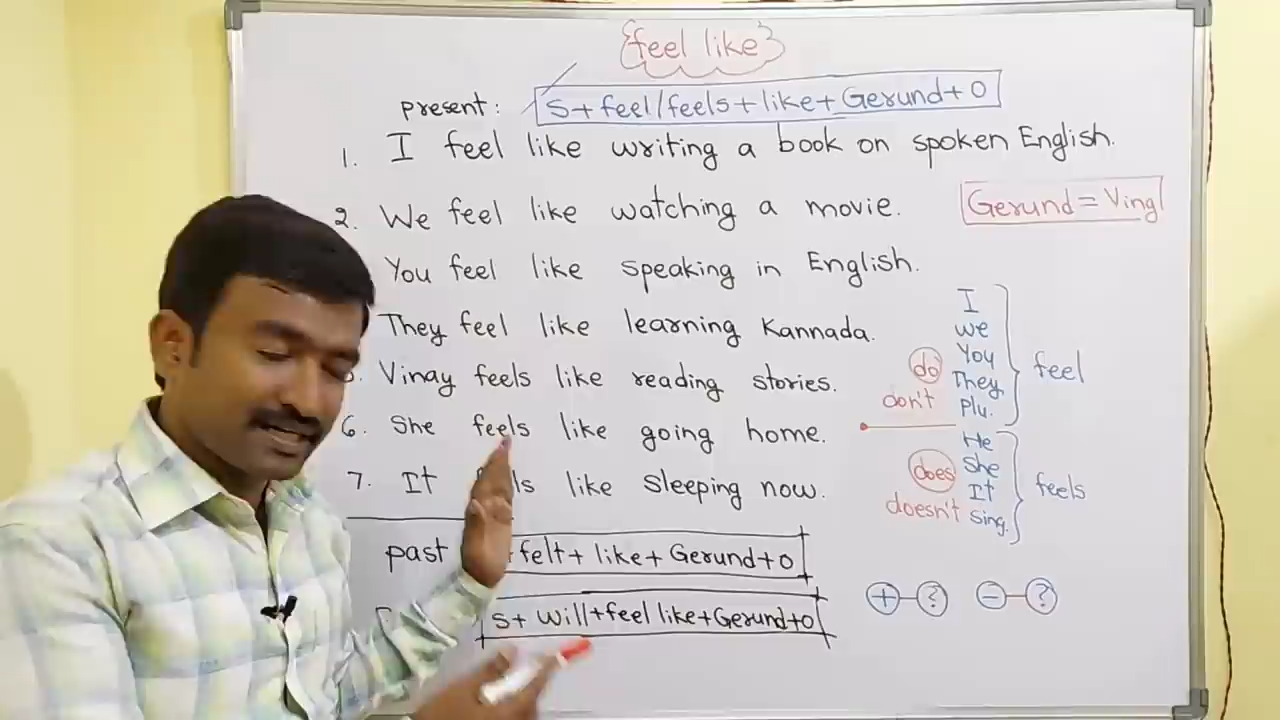 feel like
present: S+ feel/feels + like + Gerund + O
1. I feel like writing a book on spoken English.
2. We feel like watching a movie.
Gerund = Ving
You feel like speaking in English.
They feel like learning Kannada.
Vinay feels like reading stories.
6. She feels like going home.
7. It like sleeping now.
I
we
You
They
Plu.
feel
do
don't
He
She
It
Sing.
feels
does
doesn't
past + felt + like + Gerund + O
S+ will + feel like + Gerund + O
+ - ? - - ?